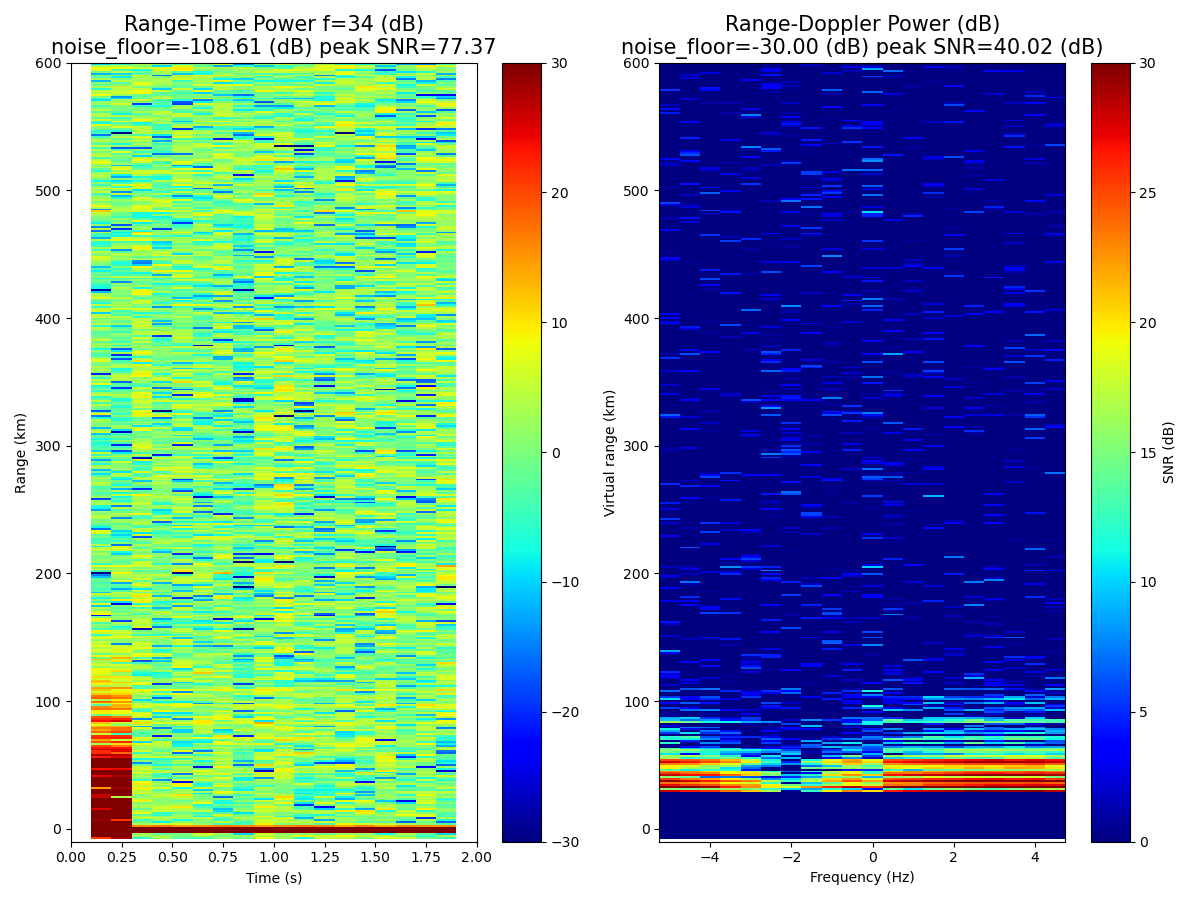 Range-Time Power f=34 (dB)
noise_floor=-108.61 (dB) peak SNR=77.37
Range-Doppler Power (dB)
noise_floor=-30.00 (dB) peak SNR=40.02 (dB)
600
500
400
300
200
100
0
Range (km)
0.00 0.25 0.50 0.75 1.00 1.25 1.50 1.75 2.00
Time (s)
30
20
10
0
−10
−20
−30
600
500
400
300
200
100
0
Virtual range (km)
−4 −2 0 2 4
Frequency (Hz)
30
25
20
15
10
5
0
SNR (dB)